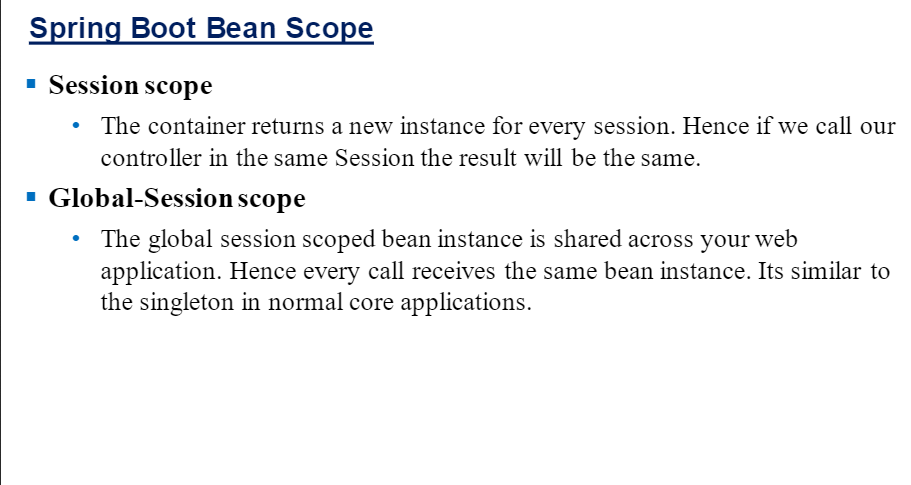 Spring Boot Bean Scope
Session scope
The container returns a new instance for every session. Hence if we call our
controller in the same Session the result will be the same.
Global-Session scope
The global session scoped bean instance is shared across your web
application. Hence every call receives the same bean instance. Its similar to
the singleton in normal core applications.